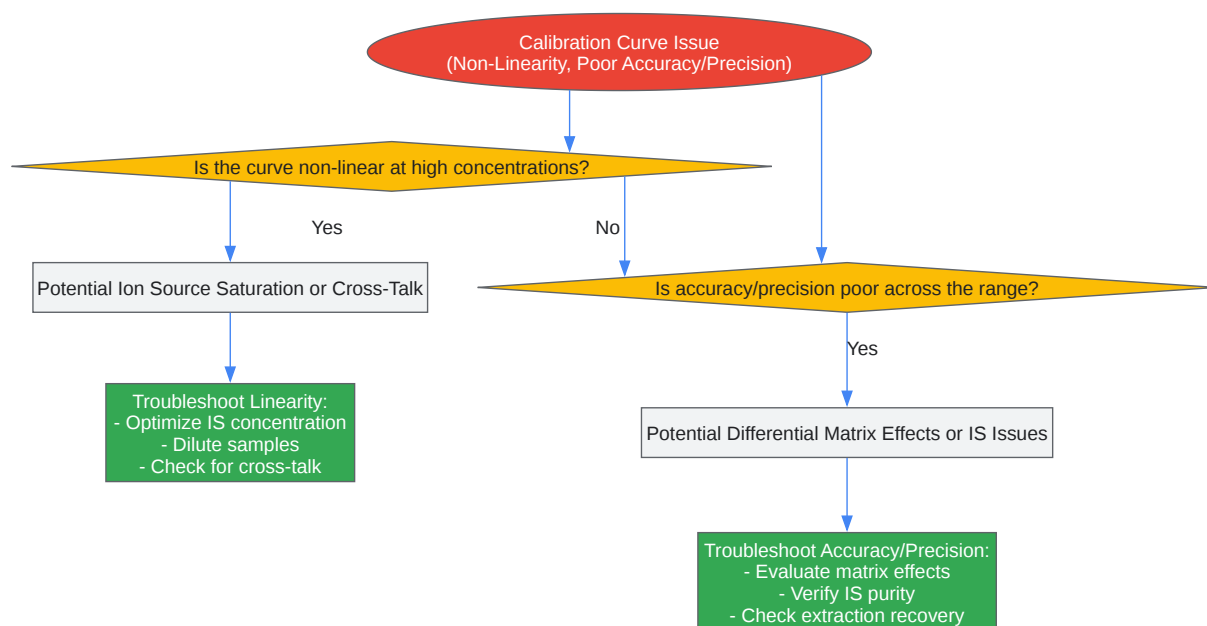 Calibration Curve Issue
(Non-Linearity, Poor Accuracy/Precision)
Is the curve non-linear at high concentrations?
Yes
No
Potential Ion Source Saturation or Cross-Talk
Is accuracy/precision poor across the range?
Yes
Troubleshoot Linearity:
- Optimize IS concentration
- Dilute samples
- Check for cross-talk
Potential Differential Matrix Effects or IS Issues
Troubleshoot Accuracy/Precision:
- Evaluate matrix effects
- Verify IS purity
- Check extraction recovery